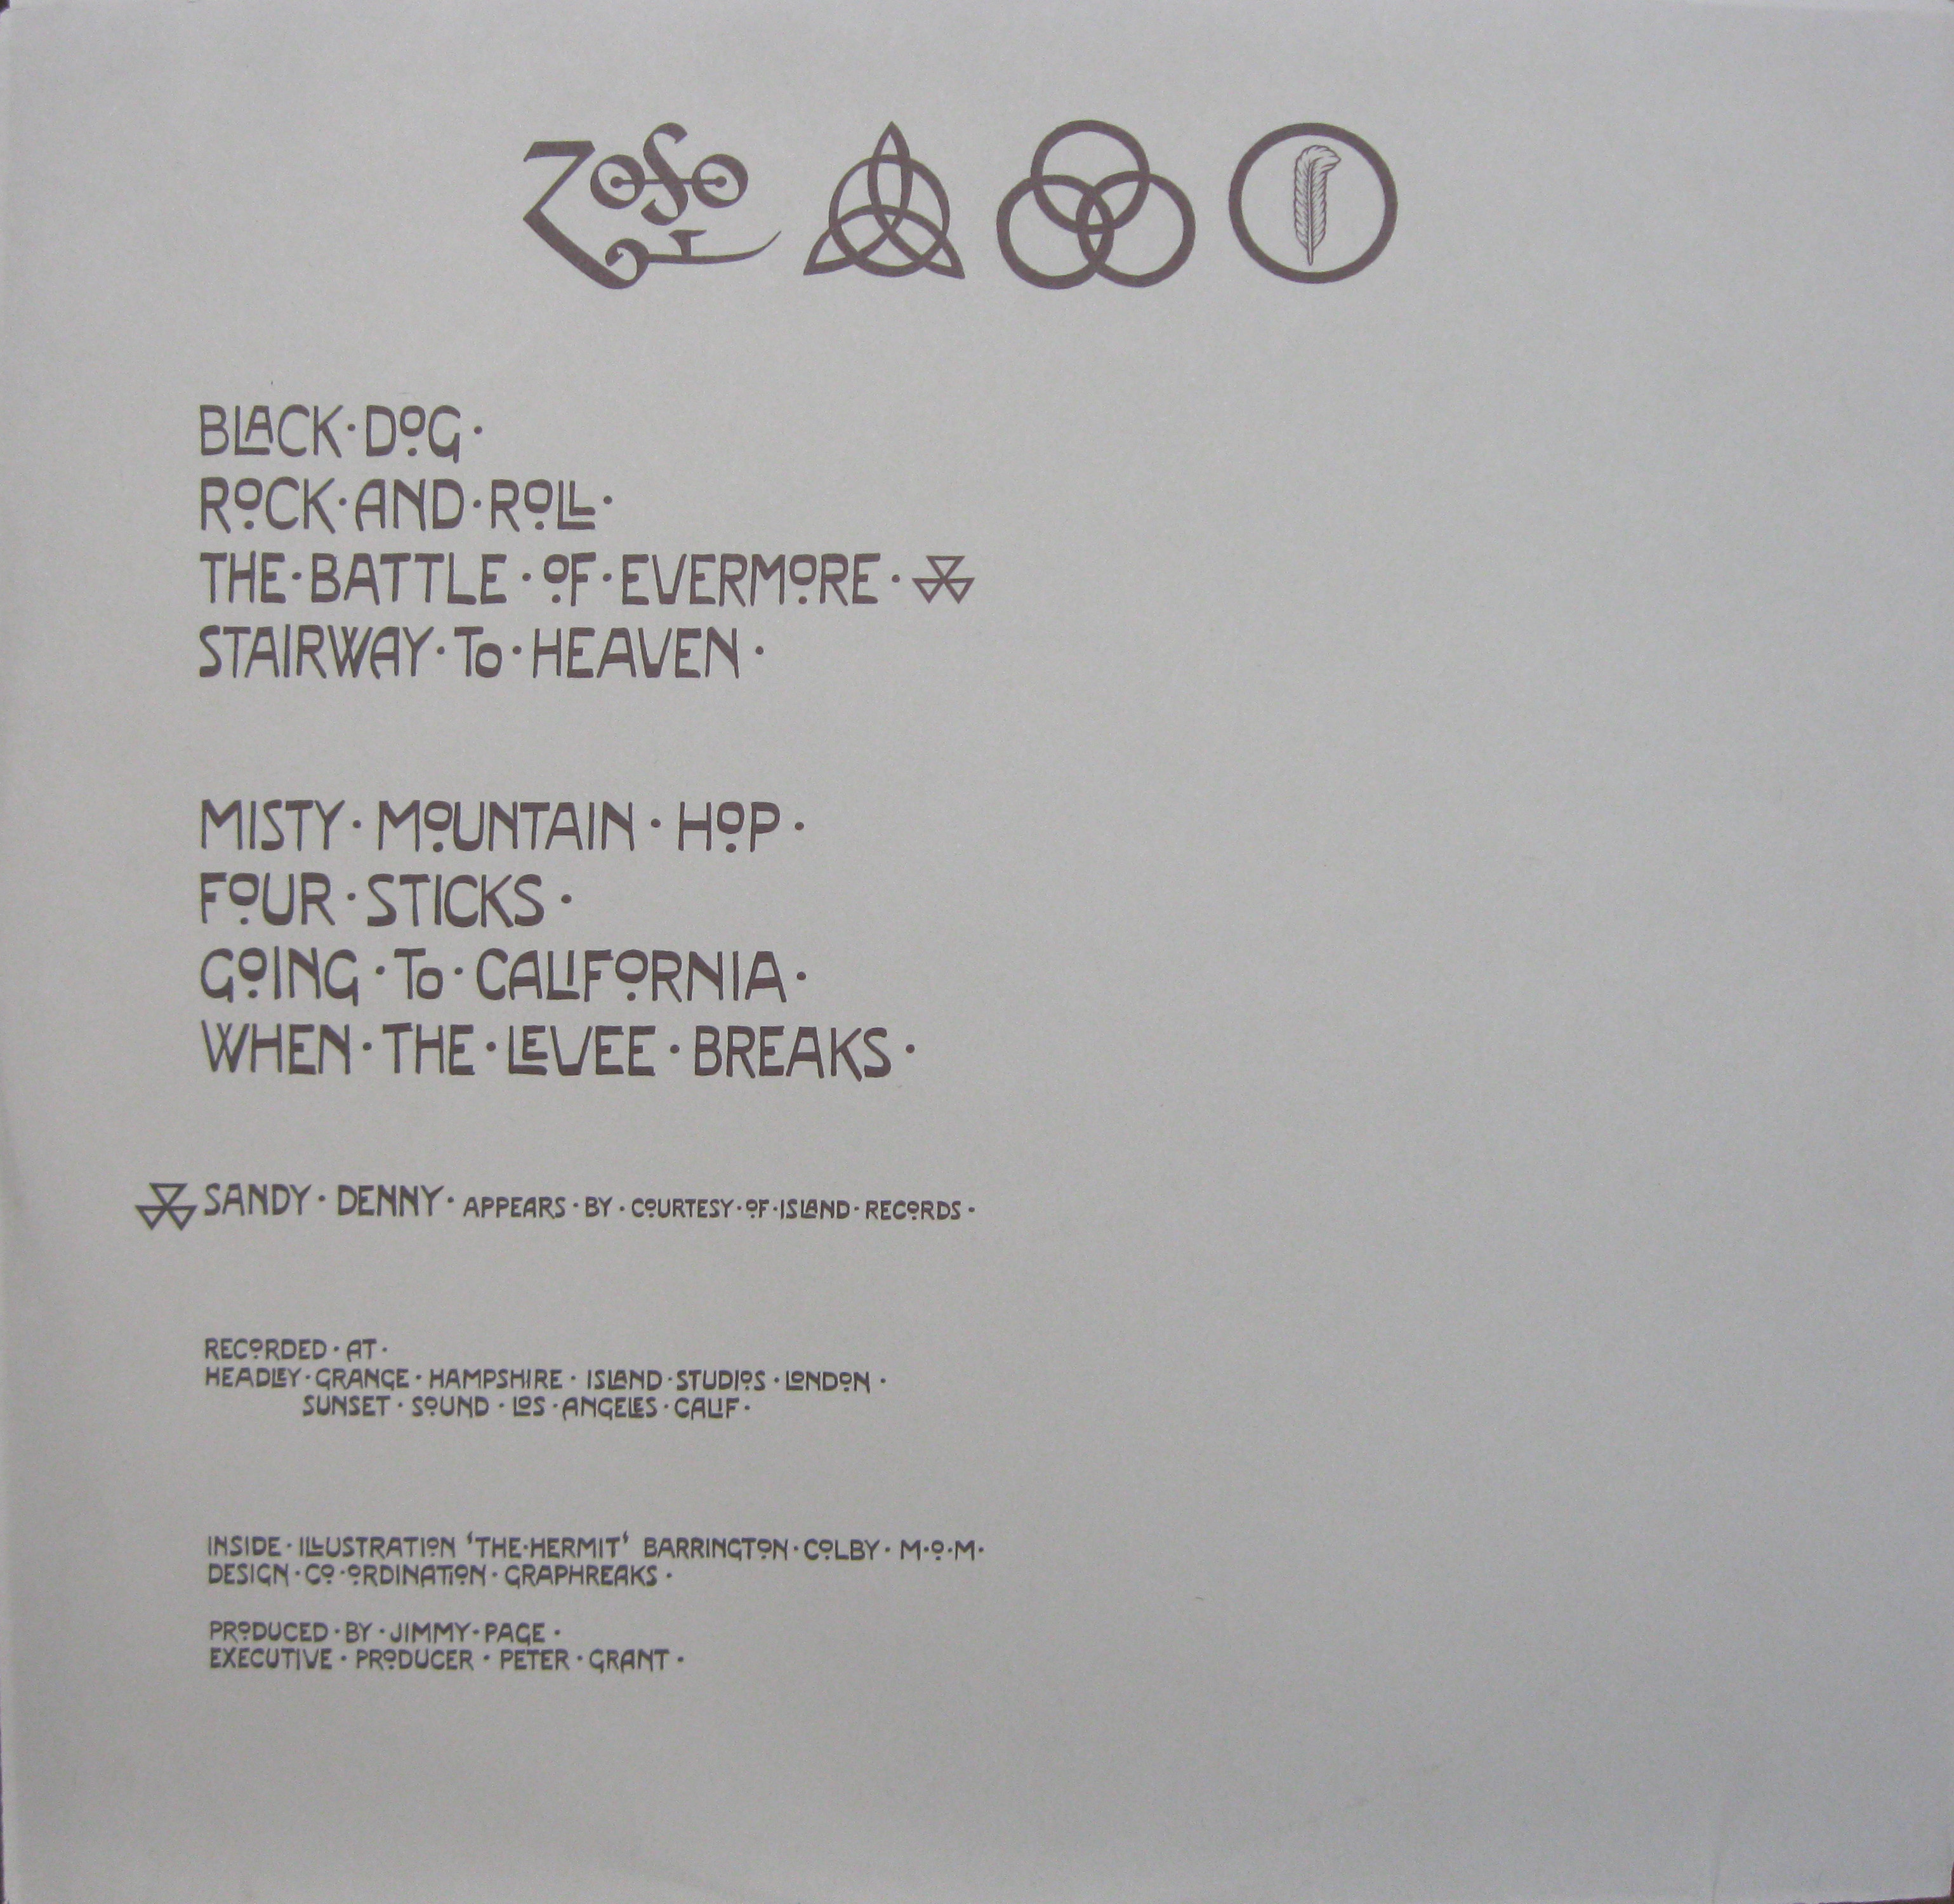 ZOSO
BLACK·DOG·
ROCK·AND·ROLL·
THE·BATTLE·OF·EVERMORE·
STAIRWAY·To·HEAVEN·
MISTY·MOUNTAIN·HOP·
FOUR·STICKS·
GOING·To·CALIFORNIA·
WHEN·THE·LEVEE·BREAKS·
SANDY·DENNY·APPEARS·BY·COURTESY·OF·ISLAND·RECORDS·
RECORDED·AT·
HEADLEY·GRANGE·HAMPSHIRE·ISLAND·STUDIOS·LONDON·
SUNSET·SOUND·LOS·ANGELES·CALIF·
INSIDE·ILLUSTRATION 'THE·HERMIT' BARRINGTON·COLBY·M·O·M·
DESIGN·CO·ORDINATION·GRAPHREAKS·
PRODUCED·BY·JIMMY·PAGE·
EXECUTIVE·PRODUCER·PETER·GRANT·